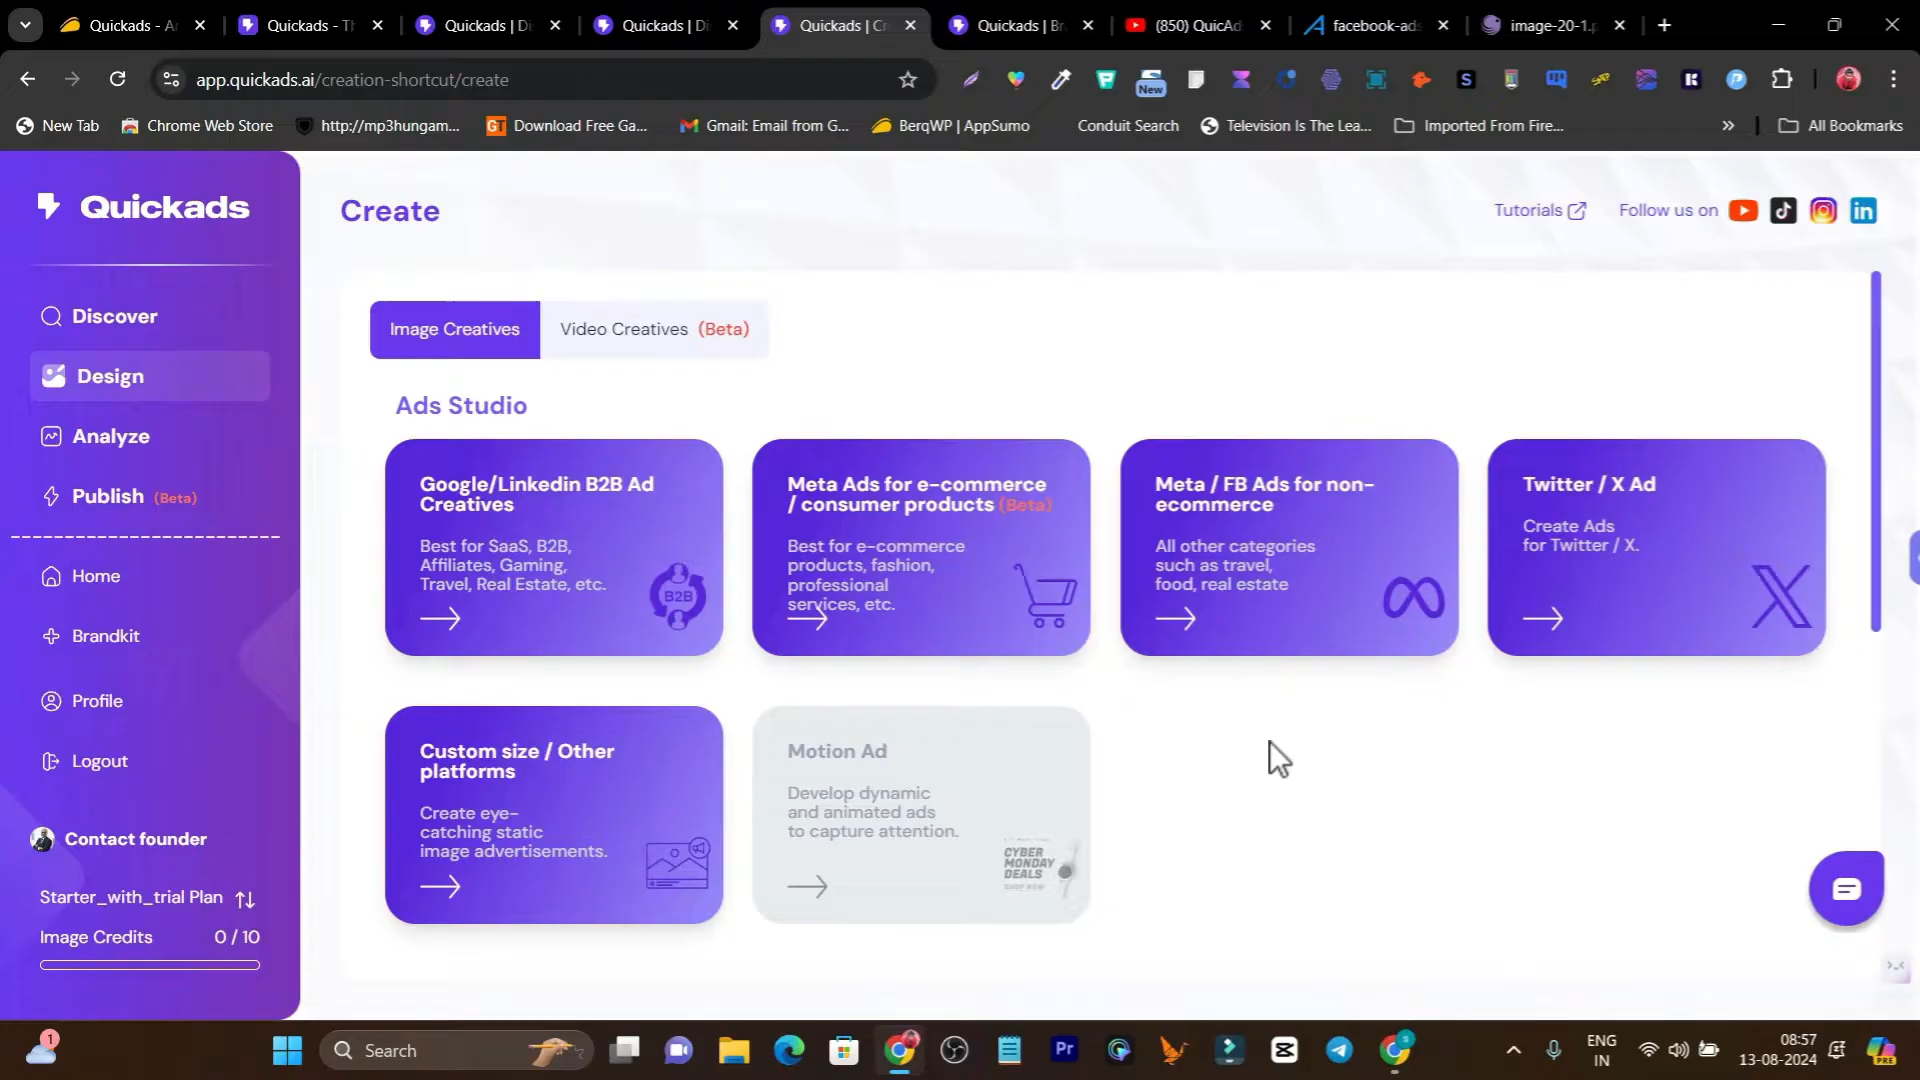 Quickads - A
Quickads - Th
Quickads | Di
Quickads | Di
Quickads | Cr
Quickads | Br
(850) QuicAd
facebook-ads
image-20-1.p
app.quickads.ai/creation-shortcut/create
New
New Tab
Chrome Web Store
http://mp3hungam...
GT
Download Free Ga...
Gmail: Email from G...
BerqWP | AppSumo
Conduit Search
Television Is The Lea...
Imported From Fire...
All Bookmarks
Quickads
Discover
Design
Analyze
Publish (Beta)
Home
Brandkit
Profile
Logout
Contact founder
Starter_with_trial Plan
Image Credits 0 / 10
Create
Tutorials
Follow us on
Image Creatives
Video Creatives (Beta)
Ads Studio
Google/Linkedin B2B Ad
Creatives
Best for SaaS, B2B,
Affiliates, Gaming,
Travel, Real Estate, etc.
B2B
Meta Ads for e-commerce
/ consumer products (Beta)
Best for e-commerce
products, fashion,
professional
services, etc.
Meta / FB Ads for non-
ecommerce
All other categories
such as travel,
food, real estate
Twitter / X Ad
Create Ads
for Twitter / X.
Custom size / Other
platforms
Create eye-
catching static
image advertisements.
Motion Ad
Develop dynamic
and animated ads
to capture attention.
CYBER
MONDAY
DEALS
SHOP NOW
1
Search
Pr
ENG
IN
08:57
13-08-2024
PRE